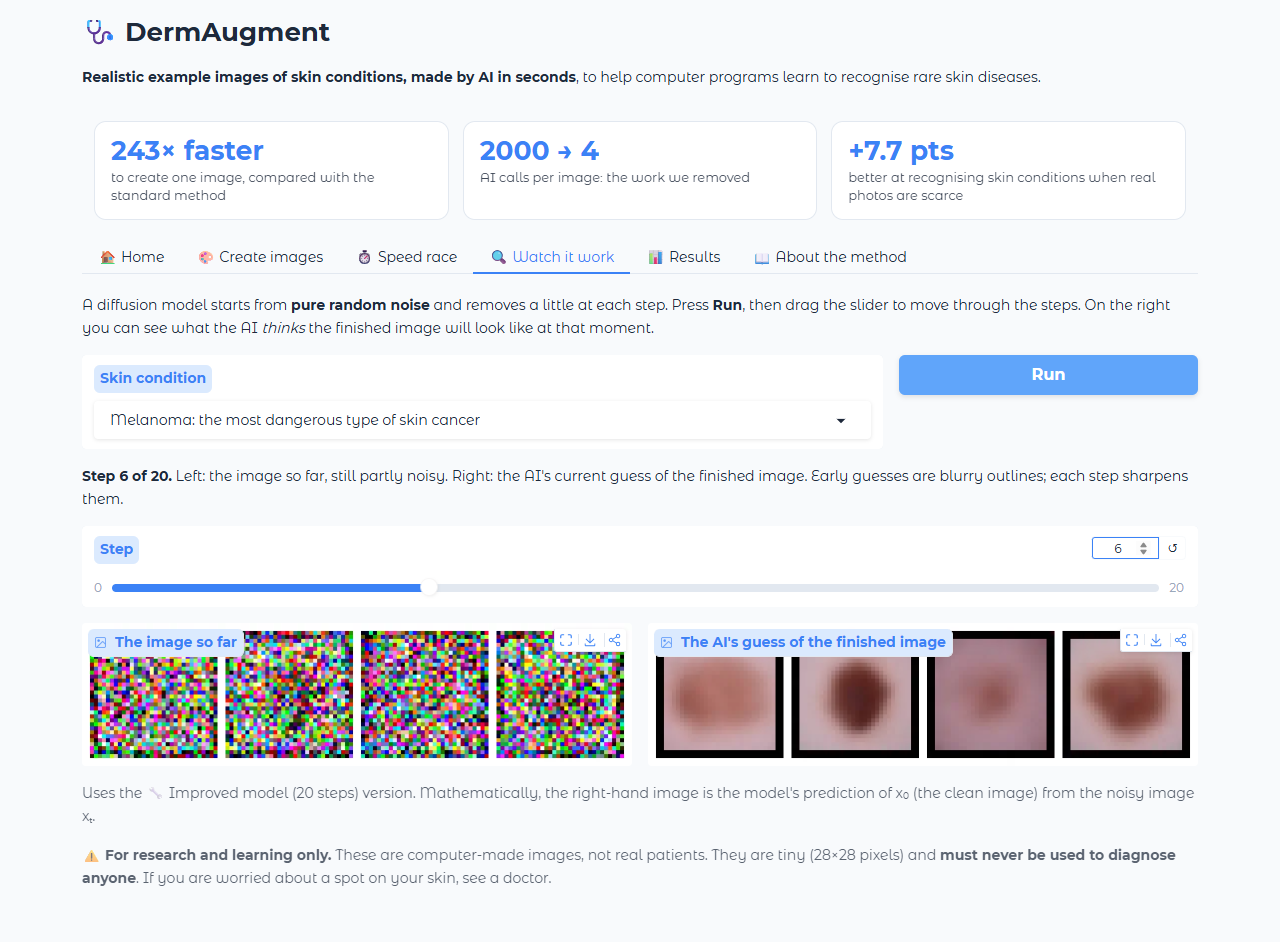 DermAugment
Realistic example images of skin conditions, made by AI in seconds, to help computer programs learn to recognise rare skin diseases.
243× faster
to create one image, compared with the
standard method
2000 → 4
AI calls per image: the work we removed
+7.7 pts
better at recognising skin conditions when real
photos are scarce
Home
Create images
Speed race
Watch it work
Results
About the method
A diffusion model starts from pure random noise and removes a little at each step. Press Run, then drag the slider to move through the steps. On the right
you can see what the AI thinks the finished image will look like at that moment.
Skin condition
Melanoma: the most dangerous type of skin cancer
Run
Step 6 of 20. Left: the image so far, still partly noisy. Right: the AI's current guess of the finished image. Early guesses are blurry outlines; each step sharpens
them.
Step
6
0
20
The image so far
The AI's guess of the finished image
Uses the 🔧 Improved model (20 steps) version. Mathematically, the right-hand image is the model's prediction of x₀ (the clean image) from the noisy image
xₜ.
⚠️ For research and learning only. These are computer-made images, not real patients. They are tiny (28×28 pixels) and must never be used to diagnose
anyone. If you are worried about a spot on your skin, see a doctor.